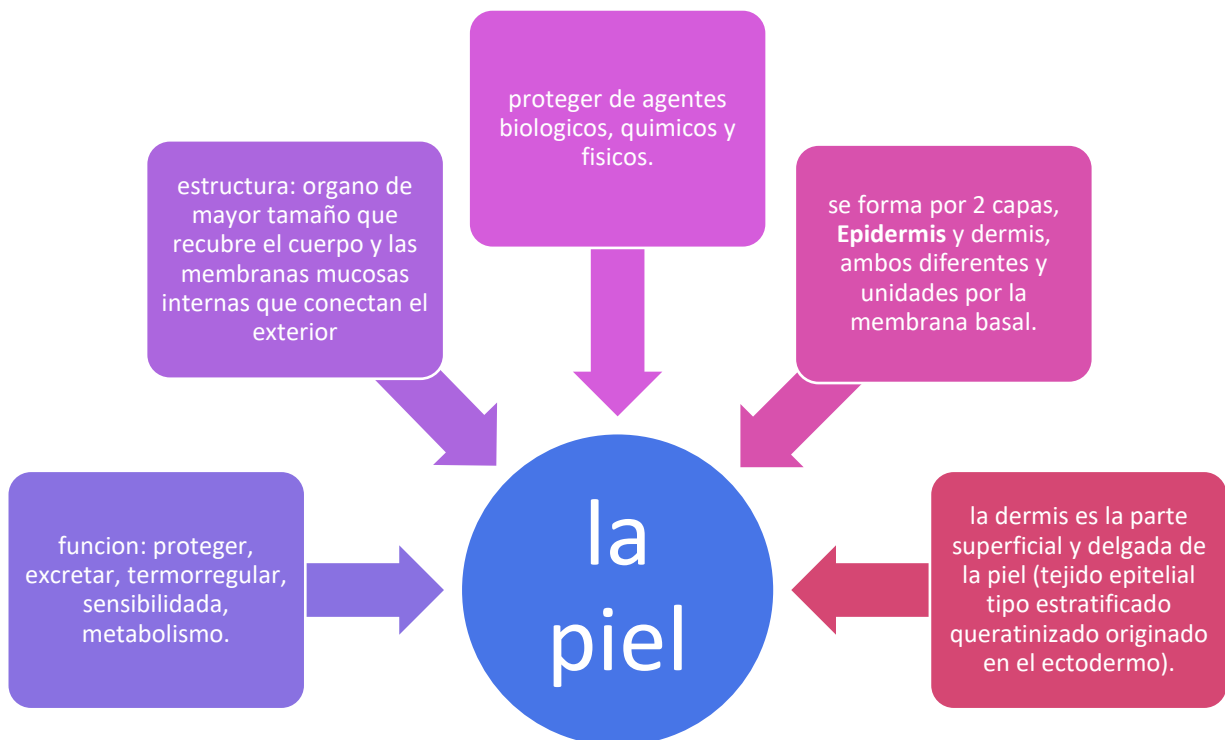 proteger de agentes
biologicos, quimicos y
fisicos.
estructura: organo de
mayor tamaño que
recubre el cuerpo y las
membranas mucosas
internas que conectan el
exterior
se forma por 2 capas,
Epidermis y dermis,
ambos diferentes y
unidades por la
membrana basal.
funcion: proteger,
excretar, termorregular,
sensibilidada,
metabolismo.
la
piel
la dermis es la parte
superficial y delgada de
la piel (tejido epitelial
tipo estratificado
queratinizado originado
en el ectodermo).